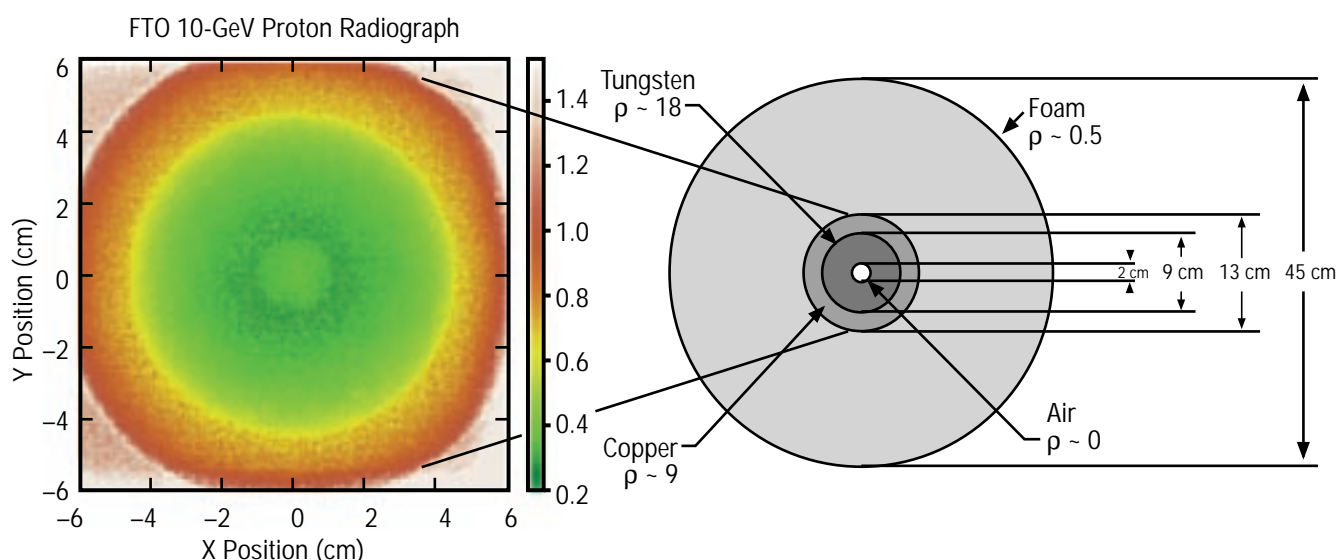 FTO 10-GeV Proton Radiograph
6
4
2
0
−2
−4
−6
Y Position (cm)
−6
−4
−2
0
2
4
6
X Position (cm)
1.4
1.2
1.0
0.8
0.6
0.4
0.2
Tungsten
ρ ~ 18
Foam
ρ ~ 0.5
2 cm
9 cm
13 cm
45 cm
Copper
ρ ~ 9
Air
ρ ~ 0